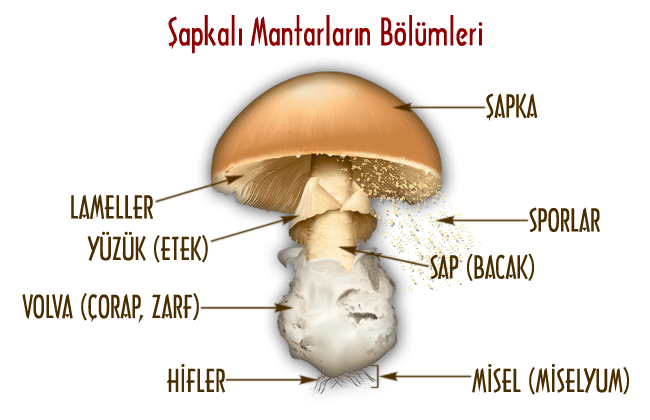 Şapkalı Mantarların Bölümleri
ŞAPKA
LAMELLER
SPORLAR
YÜZÜK (ETEK)
SAP (BACAK)
VOLVA (ÇORAP, ZARF)
HİFLER
MİSEL (MİSELYUM)